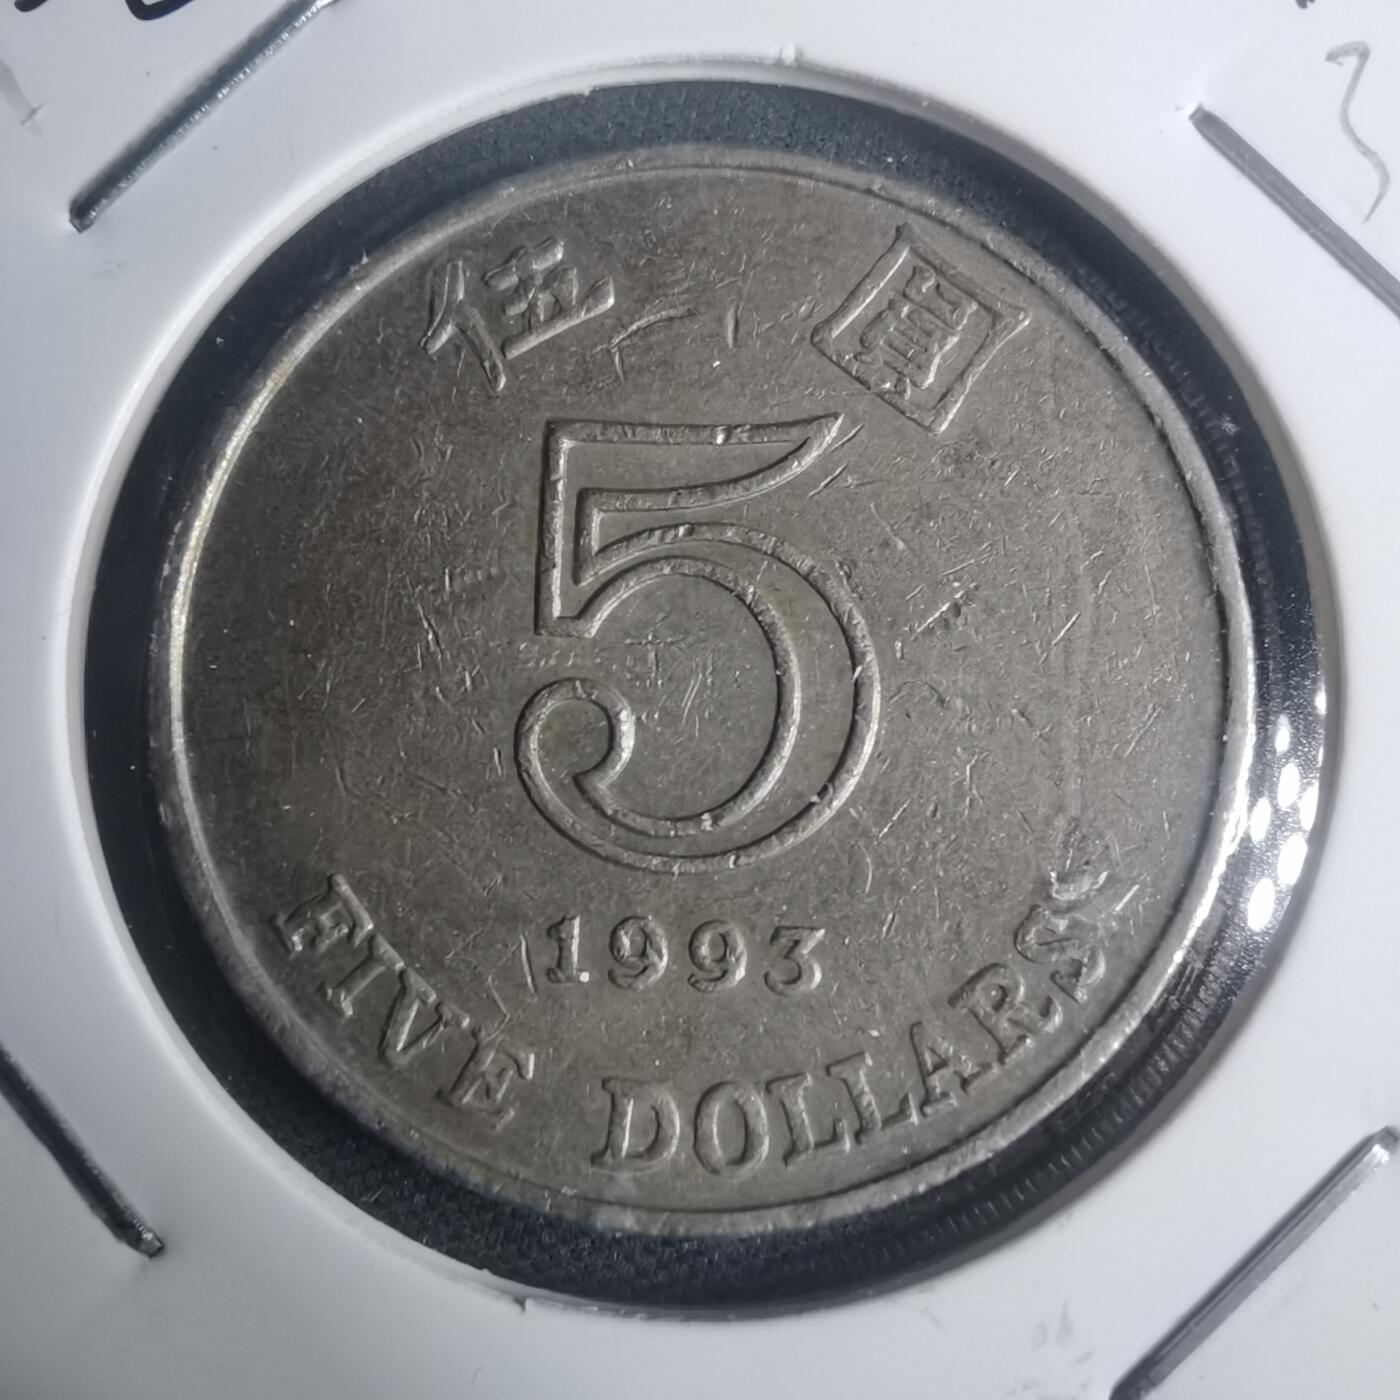 伍 圓
5
1993
FIVE DOLLARS